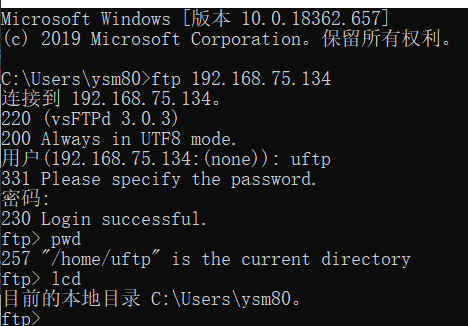 Microsoft Windows [版本 10.0.18362.657]
(c) 2019 Microsoft Corporation。保留所有权利。
C:\Users\ysm80>ftp 192.168.75.134
连接到 192.168.75.134。
220 (vsFTPd 3.0.3)
200 Always in UTF8 mode.
用户(192.168.75.134:(none)): uftp
331 Please specify the password.
密码:
230 Login successful.
ftp> pwd
257 "/home/uftp" is the current directory
ftp> lcd
目前的本地目录 C:\Users\ysm80。
ftp>